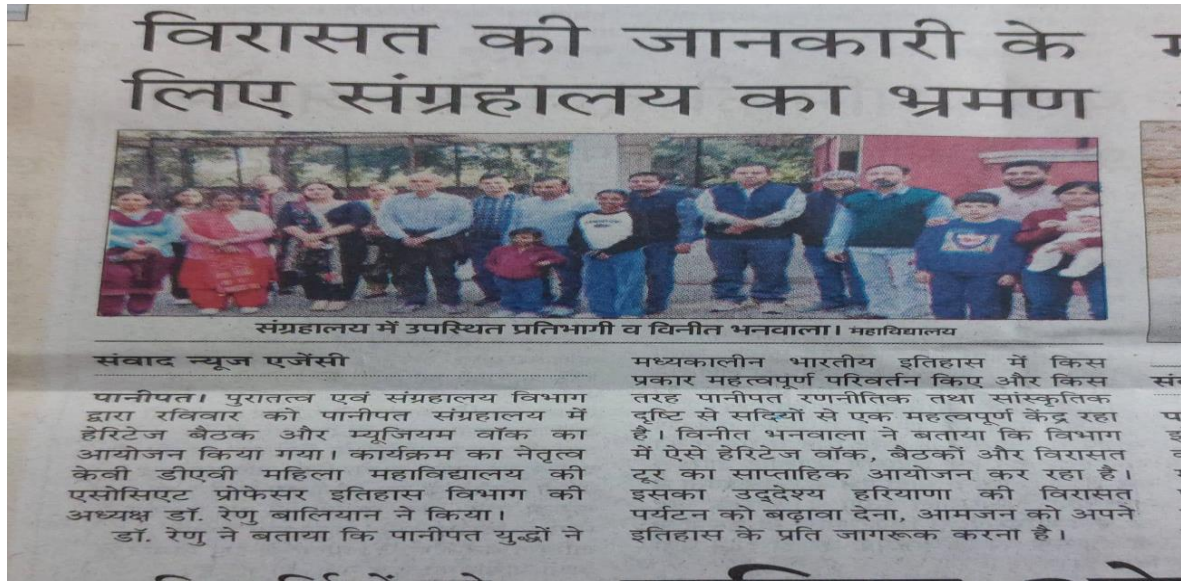 विरासत की जानकारी के
लिए संग्रहालय का भ्रमण
संग्रहालय में उपस्थित प्रतिभागी व विनीत भनवाला। महाविद्यालय
संवाद न्यूज एजेंसी
पानीपत। पुरातत्व एवं संग्रहालय विभाग
द्वारा रविवार को पानीपत संग्रहालय में
हेरिटेज बैठक और म्यूजियम वॉक का
आयोजन किया गया। कार्यक्रम का नेतृत्व
केवी डीएवी महिला महाविद्यालय की
एसोसिएट प्रोफेसर इतिहास विभाग की
अध्यक्ष डॉ. रेणु बालियान ने किया।
डॉ. रेणु ने बताया कि पानीपत युद्धों ने
मध्यकालीन भारतीय इतिहास में किस
प्रकार महत्वपूर्ण परिवर्तन किए और किस
तरह पानीपत रणनीतिक तथा सांस्कृतिक
दृष्टि से सदियों से एक महत्वपूर्ण केंद्र रहा
है। विनीत भनवाला ने बताया कि विभाग
में ऐसे हेरिटेज वॉक, बैठकों और विरासत
टूर का साप्ताहिक आयोजन कर रहा है।
इसका उद्देश्य हरियाणा की विरासत
पर्यटन को बढ़ावा देना, आमजन को अपने
इतिहास के प्रति जागरूक करना है।